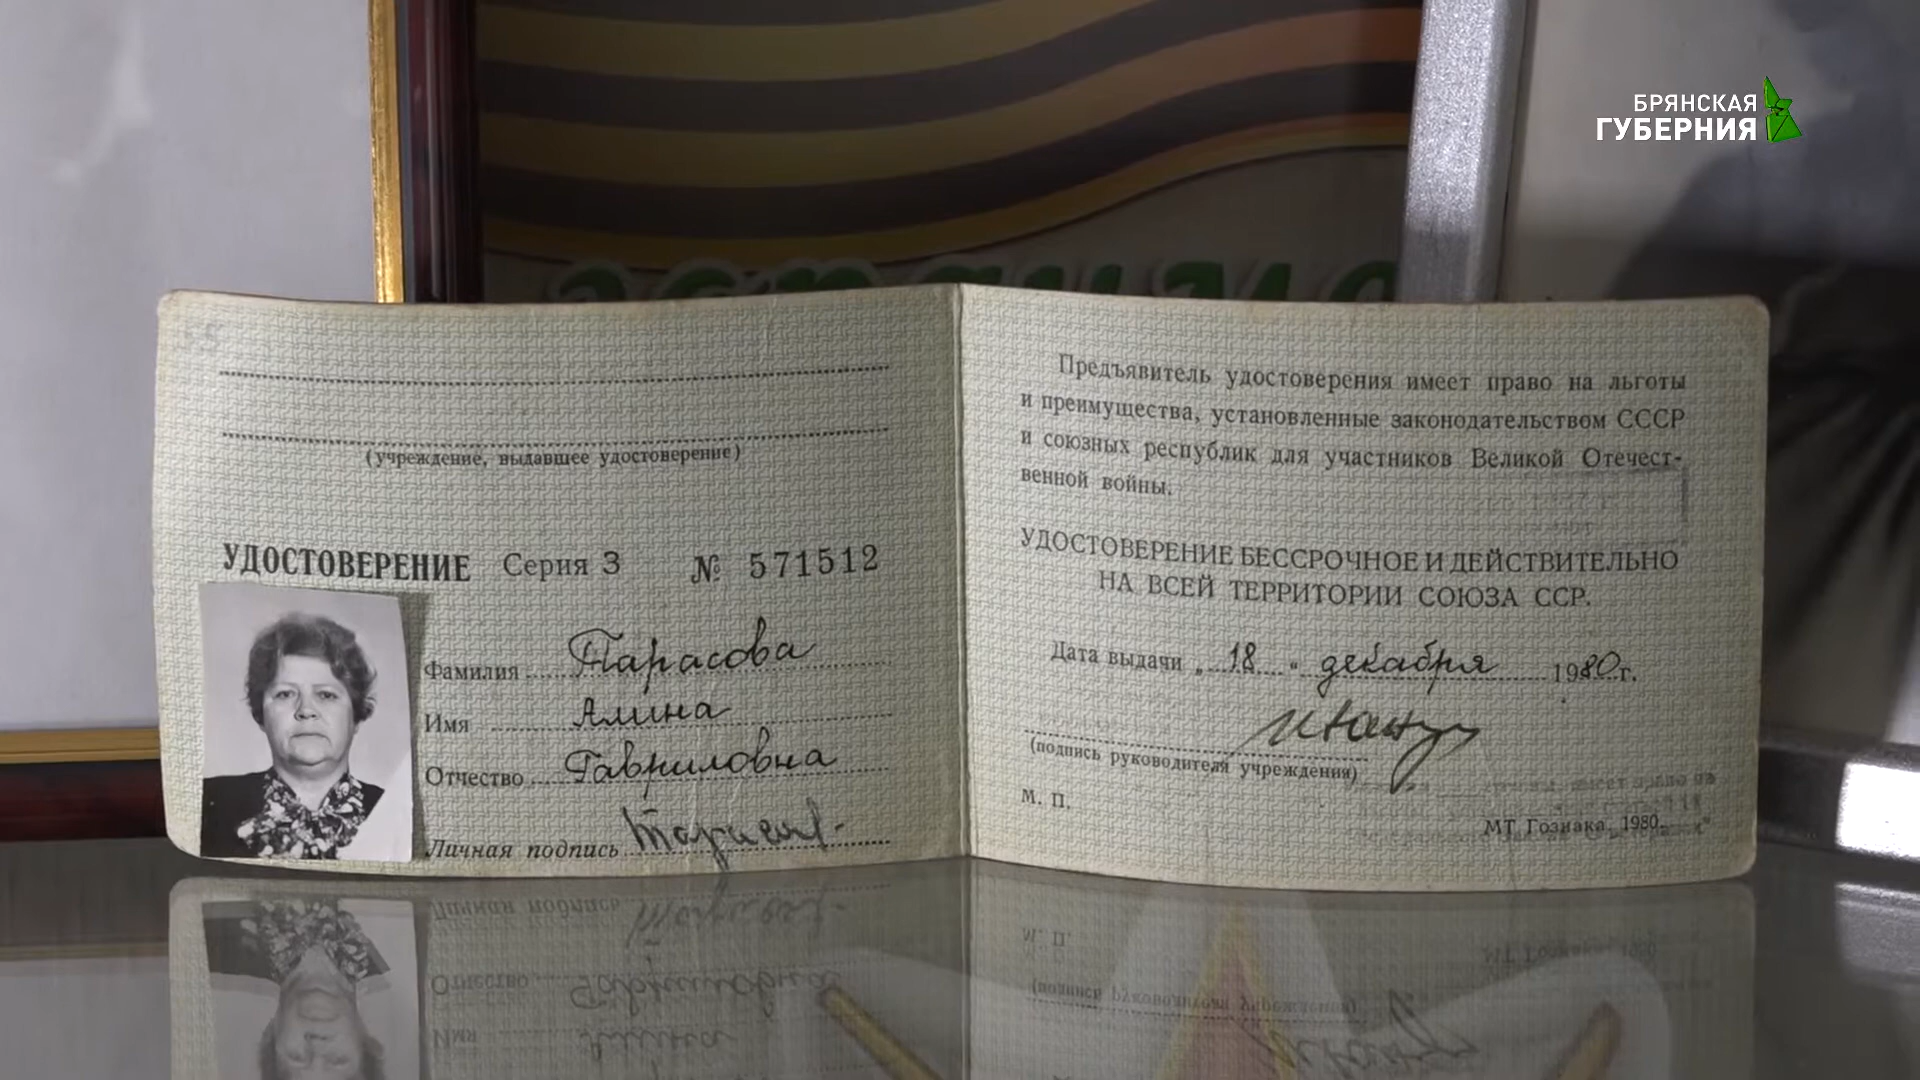 БРЯНСКАЯ
ГУБЕРНИЯ
(учреждение, выдавшее удостоверение)
УДОСТОВЕРЕНИЕ Серия З № 571512
Фамилия Тарасова
Имя Алина
Отчество Гавриловна
Личная подпись
Предъявитель удостоверения имеет право на льготы
и преимущества, установленные законодательством СССР
и союзных республик для участников Великой Отечест-
венной войны.
УДОСТОВЕРЕНИЕ БЕССРОЧНОЕ И ДЕЙСТВИТЕЛЬНО
НА ВСЕЙ ТЕРРИТОРИИ СОЮЗА ССР.
Дата выдачи „ 18 " декабря 1980 г.
(подпись руководителя учреждения)
М. П.
МТ Гознака. 1980.